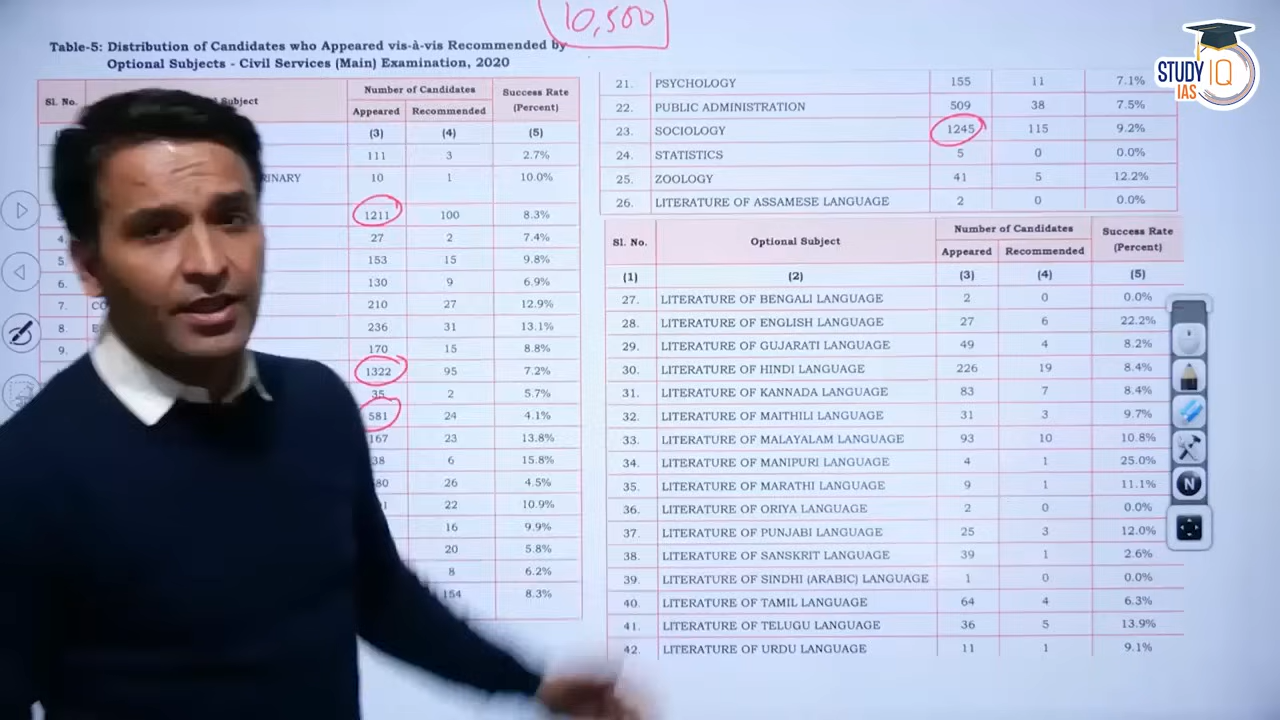 10,500
STUDY IQ
IAS
Table-5: Distribution of Candidates who Appeared vis-à-vis Recommended by
Optional Subjects - Civil Services (Main) Examination, 2020
Sl. No. Subject Number of Candidates Success Rate
Appeared Recommended (Percent)
(3) (4) (5)
111 3 2.7%
10 1 10.0%
1211 100 8.3%
4. 27 2 7.4%
5. 153 15 9.8%
6. 130 9 6.9%
7. 210 27 12.9%
8. 236 31 13.1%
9. 170 15 8.8%
1322 95 7.2%
35 2 5.7%
581 24 4.1%
167 23 13.8%
38 6 15.8%
26 4.5%
22 10.9%
16 9.9%
20 5.8%
8 6.2%
154 8.3%
21. PSYCHOLOGY 155 11 7.1%
22. PUBLIC ADMINISTRATION 509 38 7.5%
23. SOCIOLOGY 1245 115 9.2%
24. STATISTICS 5 0 0.0%
25. ZOOLOGY 41 5 12.2%
26. LITERATURE OF ASSAMESE LANGUAGE 2 0 0.0%
Sl. No. Optional Subject Number of Candidates Success Rate
Appeared Recommended (Percent)
(1) (2) (3) (4) (5)
27. LITERATURE OF BENGALI LANGUAGE 2 0 0.0%
28. LITERATURE OF ENGLISH LANGUAGE 27 6 22.2%
29. LITERATURE OF GUJARATI LANGUAGE 49 4 8.2%
30. LITERATURE OF HINDI LANGUAGE 226 19 8.4%
31. LITERATURE OF KANNADA LANGUAGE 83 7 8.4%
32. LITERATURE OF MAITHILI LANGUAGE 31 3 9.7%
33. LITERATURE OF MALAYALAM LANGUAGE 93 10 10.8%
34. LITERATURE OF MANIPURI LANGUAGE 4 1 25.0%
35. LITERATURE OF MARATHI LANGUAGE 9 1 11.1%
36. LITERATURE OF ORIYA LANGUAGE 2 0 0.0%
37. LITERATURE OF PUNJABI LANGUAGE 25 3 12.0%
38. LITERATURE OF SANSKRIT LANGUAGE 39 1 2.6%
39. LITERATURE OF SINDHI (ARABIC) LANGUAGE 1 0 0.0%
40. LITERATURE OF TAMIL LANGUAGE 64 4 6.3%
41. LITERATURE OF TELUGU LANGUAGE 36 5 13.9%
42. LITERATURE OF URDU LANGUAGE 11 1 9.1%
N